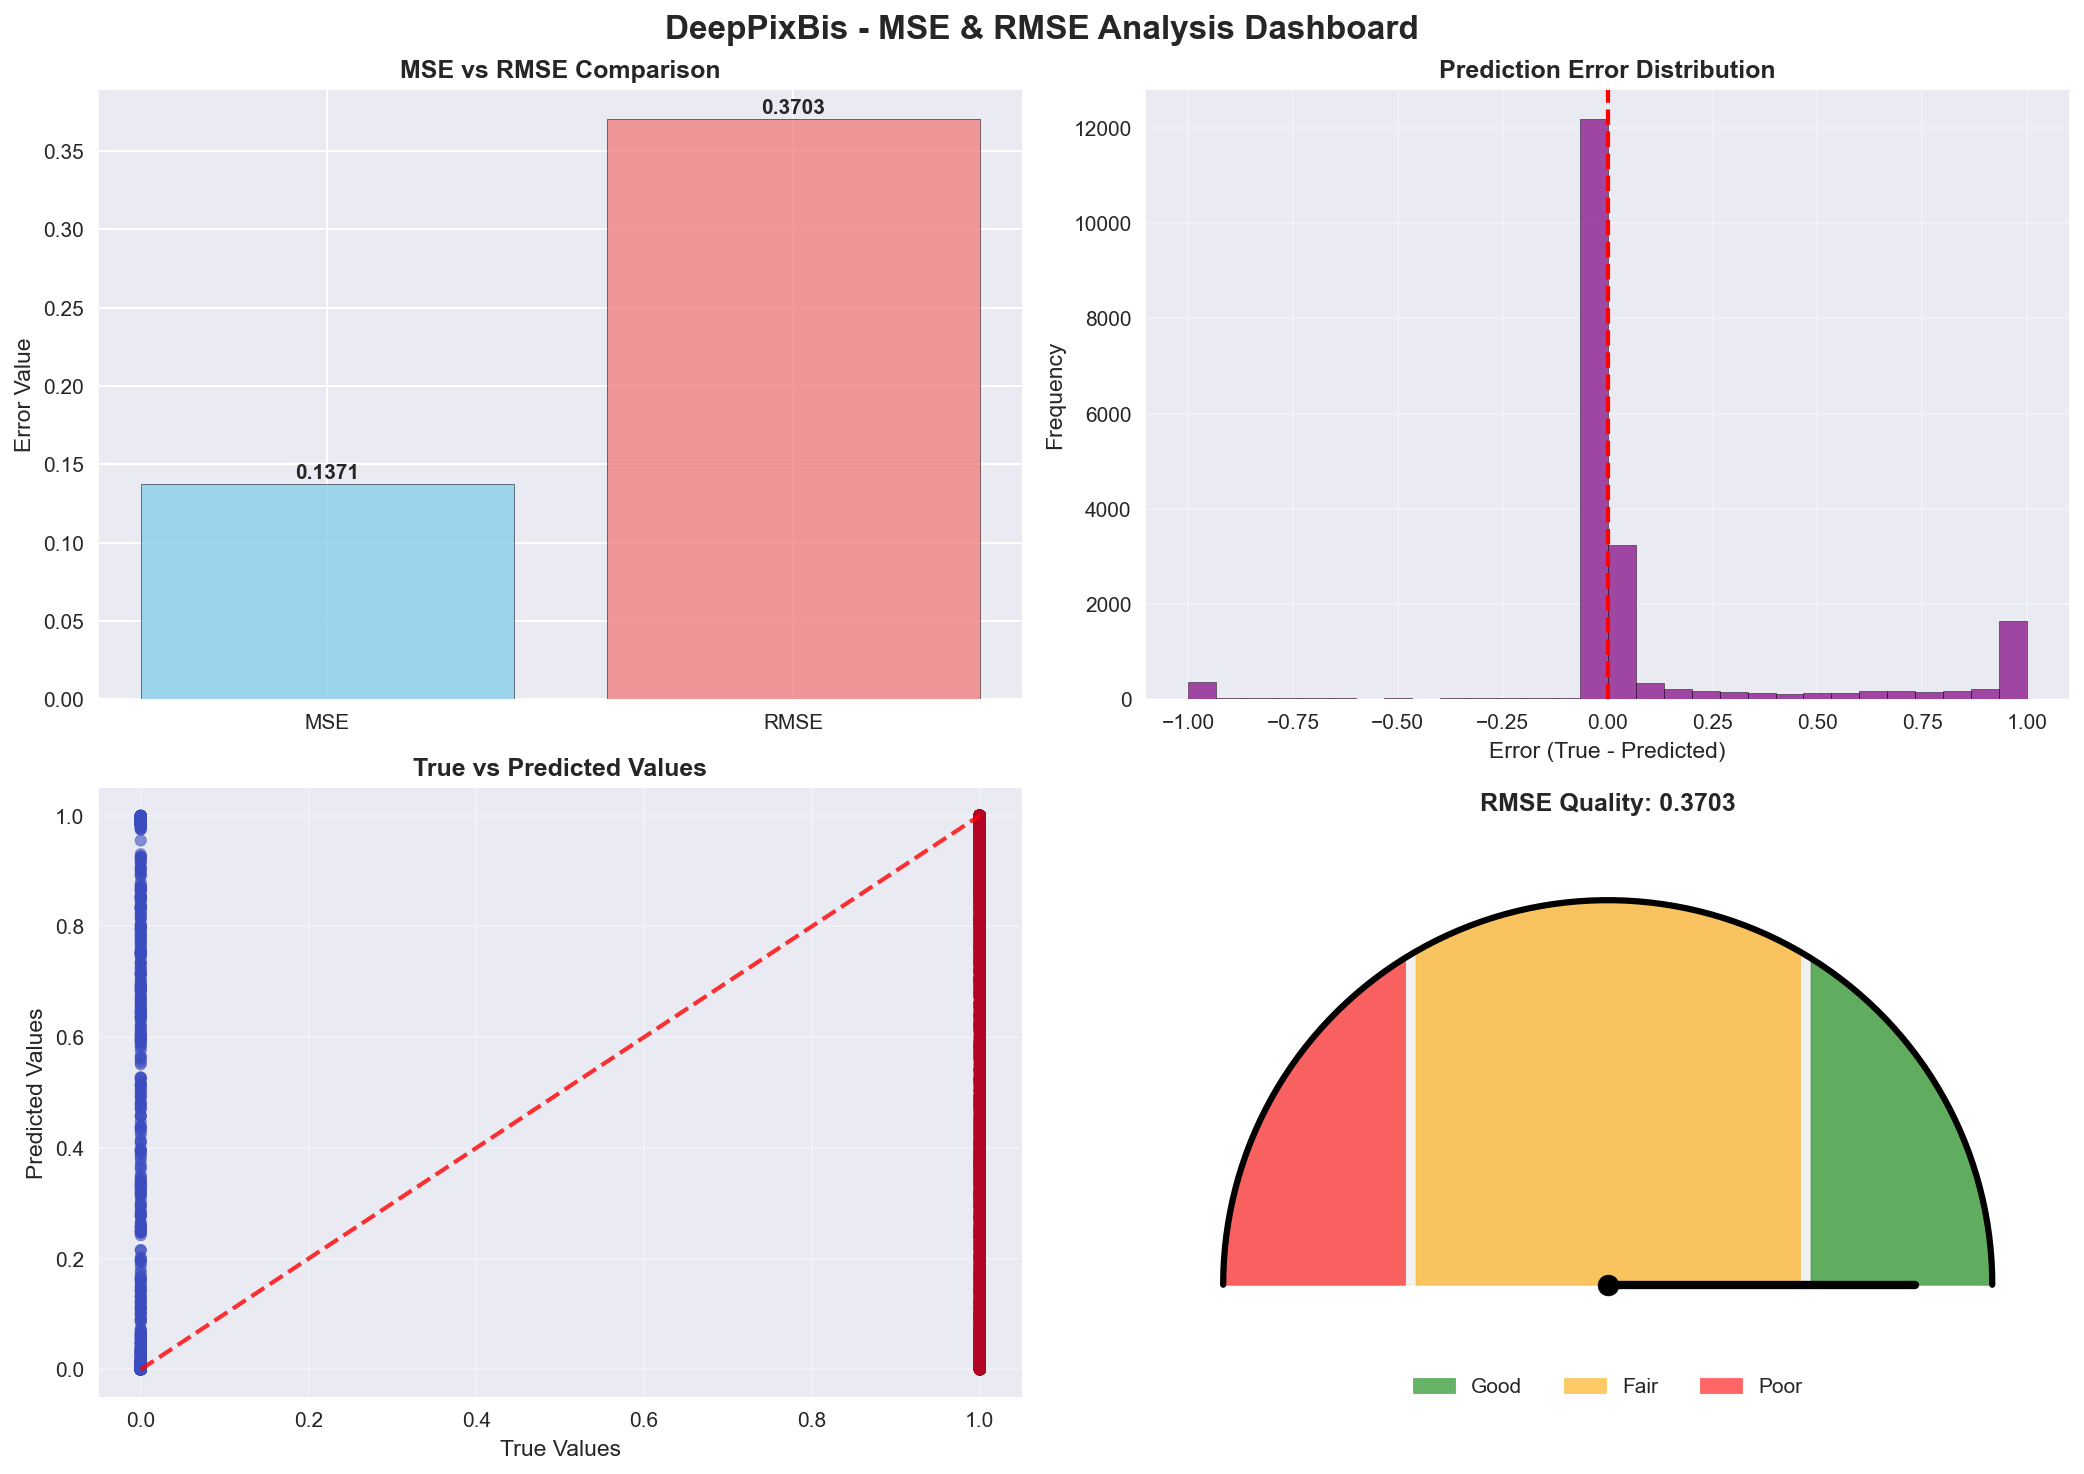 DeepPixBis - MSE & RMSE Analysis Dashboard
MSE vs RMSE Comparison
Error Value
0.35
0.30
0.25
0.20
0.15
0.10
0.05
0.00
0.1371
0.3703
MSE
RMSE
Prediction Error Distribution
Frequency
12000
10000
8000
6000
4000
2000
0
−1.00
−0.75
−0.50
−0.25
0.00
0.25
0.50
0.75
1.00
Error (True - Predicted)
True vs Predicted Values
Predicted Values
1.0
0.8
0.6
0.4
0.2
0.0
0.0
0.2
0.4
0.6
0.8
1.0
True Values
RMSE Quality: 0.3703
Good
Fair
Poor